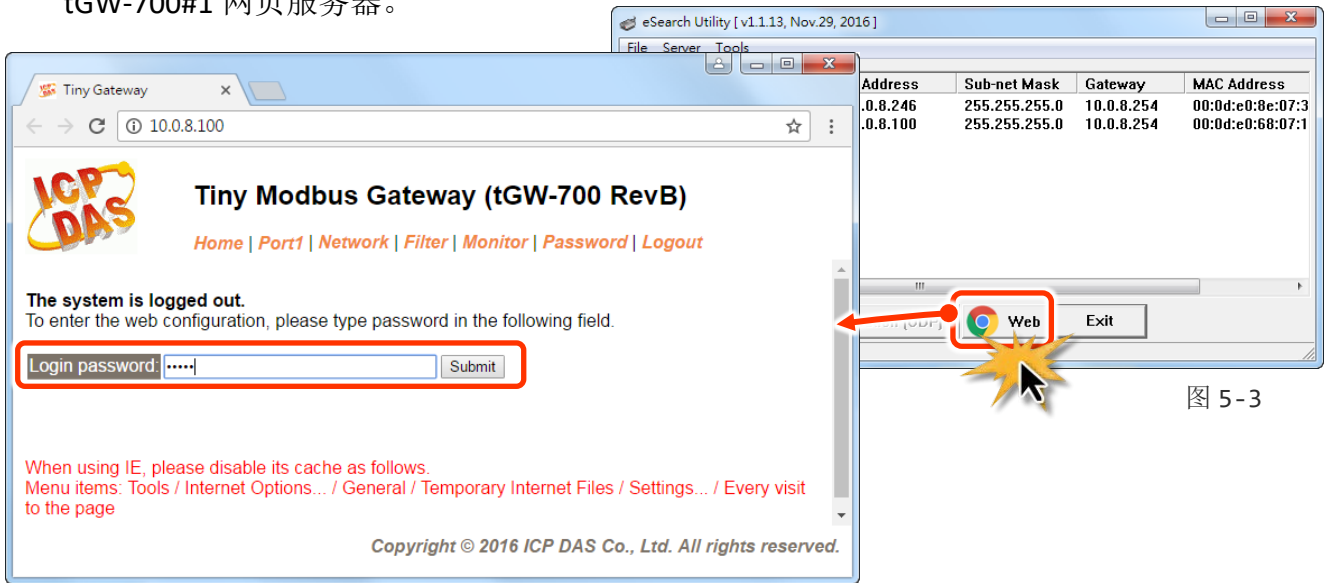 tGW-700#1 网页服务器。
eSearch Utility [ v1.1.13, Nov.29, 2016 ]
File Server Tools
Address Sub-net Mask Gateway MAC Address
.0.8.246 255.255.255.0 10.0.8.254 00:0d:e0:8e:07:3
.0.8.100 255.255.255.0 10.0.8.254 00:0d:e0:68:07:1
Web Exit
Tiny Gateway
10.0.8.100
ICP DAS
Tiny Modbus Gateway (tGW-700 RevB)
Home | Port1 | Network | Filter | Monitor | Password | Logout
The system is logged out.
To enter the web configuration, please type password in the following field.
Login password: ••••• Submit
When using IE, please disable its cache as follows.
Menu items: Tools / Internet Options... / General / Temporary Internet Files / Settings... / Every visit
to the page
Copyright © 2016 ICP DAS Co., Ltd. All rights reserved.
图 5-3